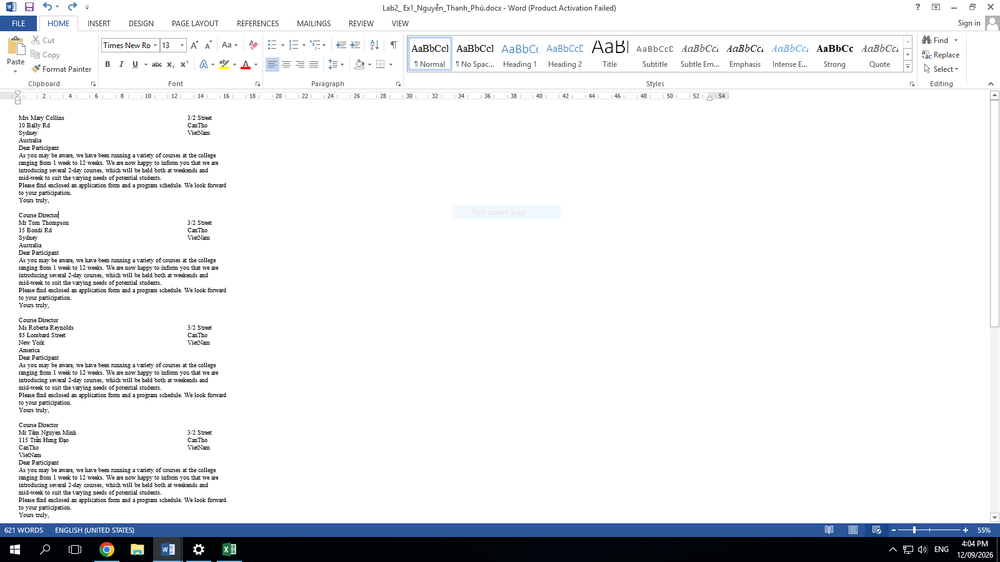 Lab2_ Ex1_Nguyễn_Thanh_Phú.docx - Word (Product Activation Failed)
FILE HOME INSERT DESIGN PAGE LAYOUT REFERENCES MAILINGS REVIEW VIEW Sign in
Paste
Cut
Copy
Format Painter
Clipboard
Times New Ro 13
Font
Paragraph
AaBbCcI AaBbCcI AaBbCc AaBbCcD AaBl AaBbCcD AaBbCcI AaBbCcI AaBbCcI AaBbCc AaBbCcI
¶ Normal ¶ No Spac... Heading 1 Heading 2 Title Subtitle Subtle Em... Emphasis Intense E... Strong Quote
Styles
Find
Replace
Select
Editing
2 4 6 8 10 12 14 16 18 20 22 24 26 28 30 32 34 36 38 40 42 44 46 48 50 52 54
Mrs Mary Collins 3/2 Street
10 Bally Rd CanTho
Sydney VietNam
Australia
Dear Participant
As you may be aware, we have been running a variety of courses at the college
ranging from 1 week to 12 weeks. We are now happy to inform you that we are
introducing several 2-day courses, which will be held both at weekends and
mid-week to suit the varying needs of potential students.
Please find enclosed an application form and a program schedule. We look forward
to your participation.
Yours truly,
Course Director
Mr Tom Thompson 3/2 Street
15 Bondi Rd CanTho
Sydney VietNam
Australia
Dear Participant
As you may be aware, we have been running a variety of courses at the college
ranging from 1 week to 12 weeks. We are now happy to inform you that we are
introducing several 2-day courses, which will be held both at weekends and
mid-week to suit the varying needs of potential students.
Please find enclosed an application form and a program schedule. We look forward
to your participation.
Yours truly,
Course Director
Ms Roberta Reynolds 3/2 Street
85 Lombard Street CanTho
New York VietNam
America
Dear Participant
As you may be aware, we have been running a variety of courses at the college
ranging from 1 week to 12 weeks. We are now happy to inform you that we are
introducing several 2-day courses, which will be held both at weekends and
mid-week to suit the varying needs of potential students.
Please find enclosed an application form and a program schedule. We look forward
to your participation.
Yours truly,
Course Director
Mr Tâm Nguyen Minh 3/2 Street
115 Trần Hưng Đạo CanTho
CanTho VietNam
VietNam
Dear Participant
As you may be aware, we have been running a variety of courses at the college
ranging from 1 week to 12 weeks. We are now happy to inform you that we are
introducing several 2-day courses, which will be held both at weekends and
mid-week to suit the varying needs of potential students.
Please find enclosed an application form and a program schedule. We look forward
to your participation.
Yours truly,
Full-screen Snip
621 WORDS ENGLISH (UNITED STATES) 55%
ENG
4:04 PM
12/09/2026